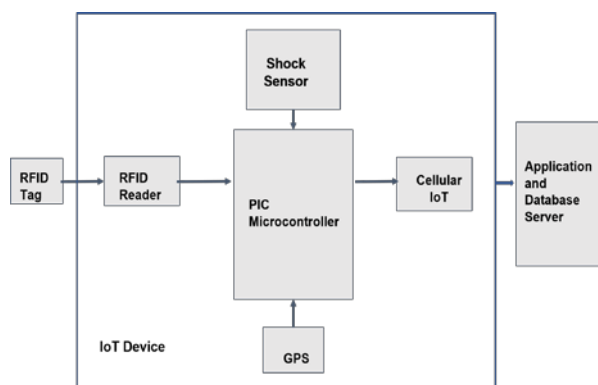 Shock
Sensor
RFID
Tag
RFID
Reader
PIC
Microcontroller
Cellular
IoT
Application
and
Database
Server
IoT Device
GPS